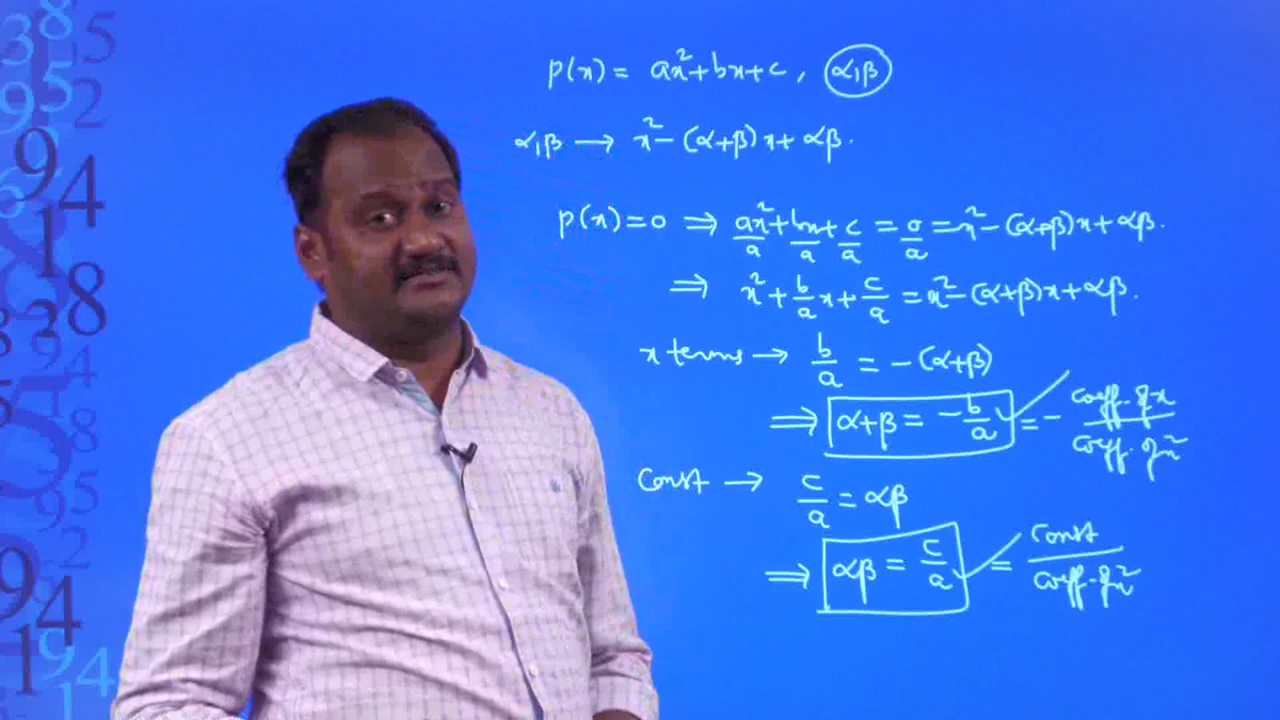 p(x) = ax²+bx+c, α,β
α,β → x²-(α+β)x+αβ.
p(x)=0 ⇒ ax²/a + bx/a + c/a = 0/a = x²-(α+β)x+αβ.
⇒ x²+b/a x+c/a = x²-(α+β)x+αβ.
x terms → b/a = -(α+β)
⇒ α+β = -b/a = - coeff. of x / coeff. of x²
Const → c/a = αβ
⇒ αβ = c/a = const / coeff. of x²